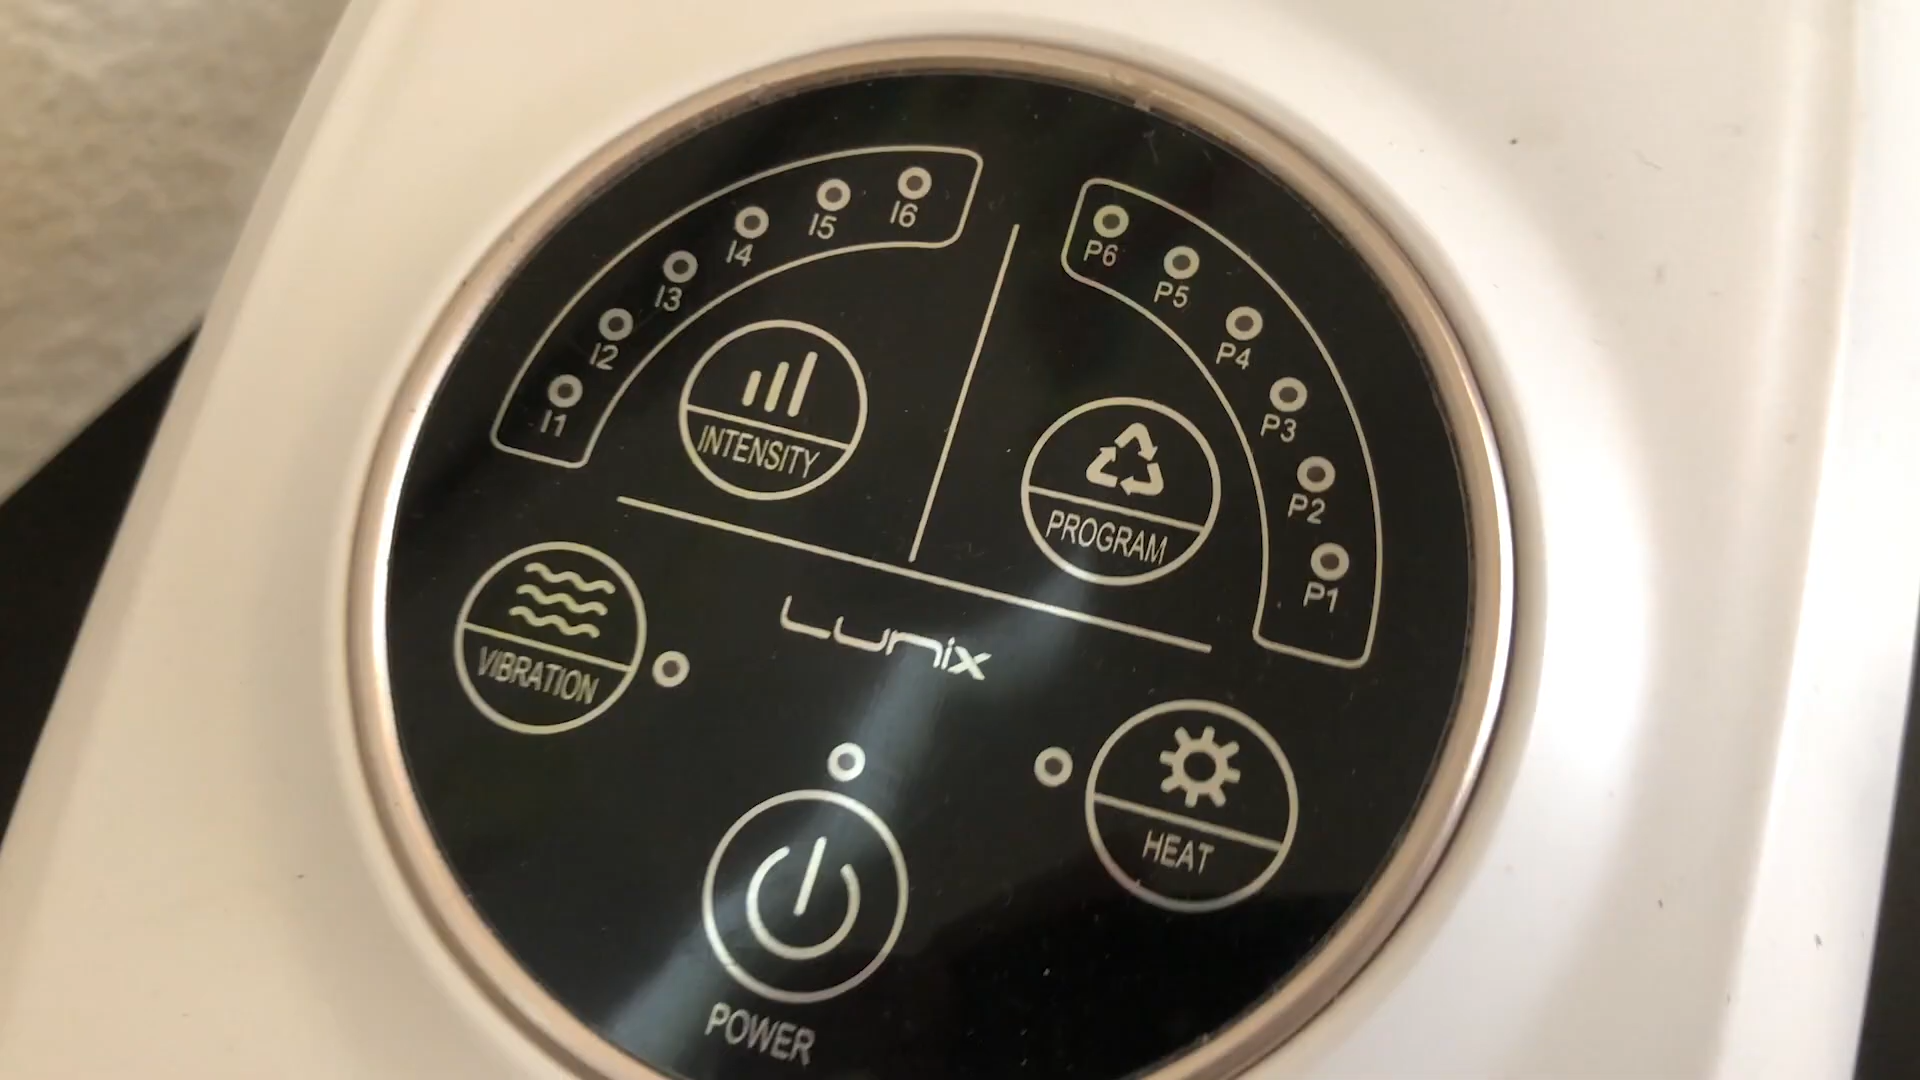 I1
I2
I3
I4
I5
I6
INTENSITY
P6
P5
P4
P3
P2
P1
PROGRAM
VIBRATION
Lunix
HEAT
POWER